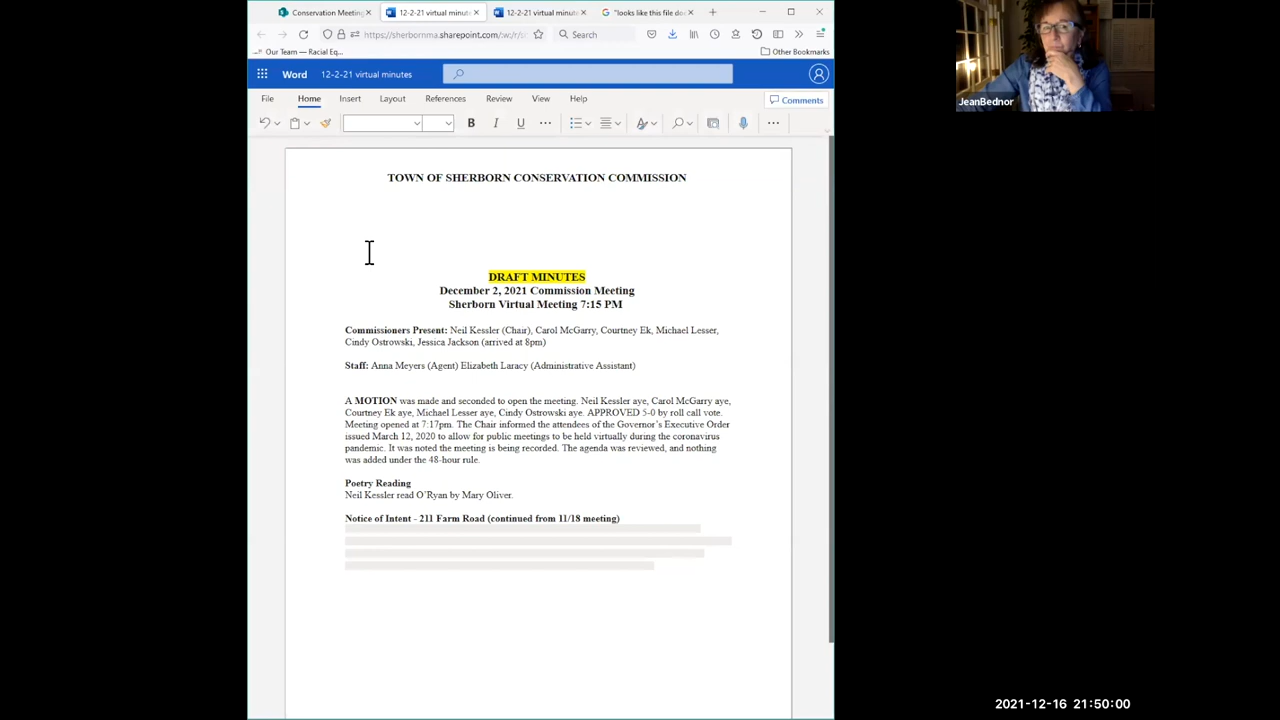 Conservation Meeting
12-2-21 virtual minute
12-2-21 virtual minute
"looks like this file do
https://sherbornma.sharepoint.com/:w:/r/s
Search
Our Team — Racial Eq...
Other Bookmarks
Word
12-2-21 virtual minutes
File
Home
Insert
Layout
References
Review
View
Help
Comments
B
I
U
TOWN OF SHERBORN CONSERVATION COMMISSION
DRAFT MINUTES
December 2, 2021 Commission Meeting
Sherborn Virtual Meeting 7:15 PM
Commissioners Present: Neil Kessler (Chair), Carol McGarry, Courtney Ek, Michael Lesser,
Cindy Ostrowski, Jessica Jackson (arrived at 8pm)
Staff: Anna Meyers (Agent) Elizabeth Laracy (Administrative Assistant)
A MOTION was made and seconded to open the meeting. Neil Kessler aye, Carol McGarry aye,
Courtney Ek aye, Michael Lesser aye, Cindy Ostrowski aye. APPROVED 5-0 by roll call vote.
Meeting opened at 7:17pm. The Chair informed the attendees of the Governor's Executive Order
issued March 12, 2020 to allow for public meetings to be held virtually during the coronavirus
pandemic. It was noted the meeting is being recorded. The agenda was reviewed, and nothing
was added under the 48-hour rule.
Poetry Reading
Neil Kessler read O'Ryan by Mary Oliver.
Notice of Intent - 211 Farm Road (continued from 11/18 meeting)
JeanBednor
2021-12-16 21:50:00